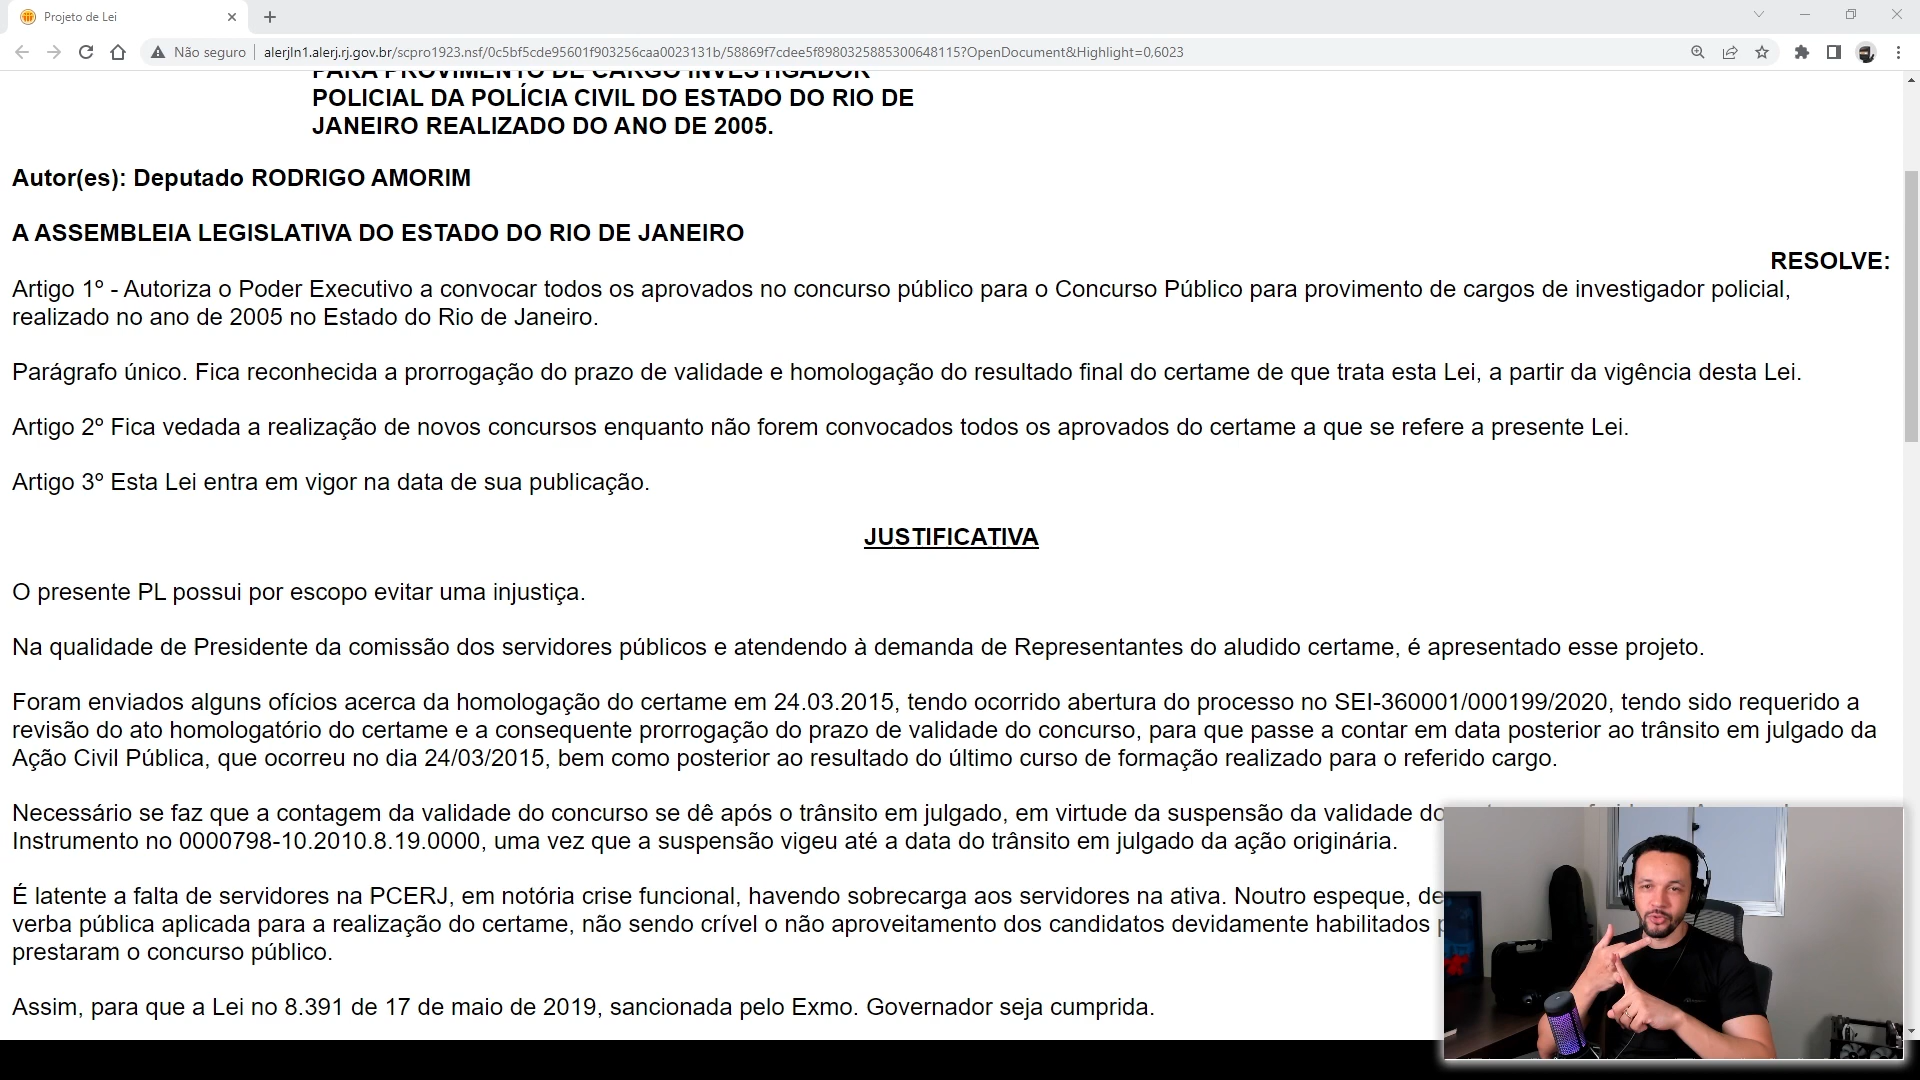 Projeto de Lei
Não seguro
alerjln1.alerj.rj.gov.br/scpro1923.nsf/0c5bf5cde95601f903256caa0023131b/58869f7cdee5f8980325885300648115?OpenDocument&Highlight=0,6023
PARA PROVIMENTO DE CARGO INVESTIGADOR
POLICIAL DA POLÍCIA CIVIL DO ESTADO DO RIO DE
JANEIRO REALIZADO DO ANO DE 2005.
Autor(es): Deputado RODRIGO AMORIM
A ASSEMBLEIA LEGISLATIVA DO ESTADO DO RIO DE JANEIRO
RESOLVE:
Artigo 1º - Autoriza o Poder Executivo a convocar todos os aprovados no concurso público para o Concurso Público para provimento de cargos de investigador policial,
realizado no ano de 2005 no Estado do Rio de Janeiro.
Parágrafo único. Fica reconhecida a prorrogação do prazo de validade e homologação do resultado final do certame de que trata esta Lei, a partir da vigência desta Lei.
Artigo 2º Fica vedada a realização de novos concursos enquanto não forem convocados todos os aprovados do certame a que se refere a presente Lei.
Artigo 3º Esta Lei entra em vigor na data de sua publicação.
JUSTIFICATIVA
O presente PL possui por escopo evitar uma injustiça.
Na qualidade de Presidente da comissão dos servidores públicos e atendendo à demanda de Representantes do aludido certame, é apresentado esse projeto.
Foram enviados alguns ofícios acerca da homologação do certame em 24.03.2015, tendo ocorrido abertura do processo no SEI-360001/000199/2020, tendo sido requerido a
revisão do ato homologatório do certame e a consequente prorrogação do prazo de validade do concurso, para que passe a contar em data posterior ao trânsito em julgado da
Ação Civil Pública, que ocorreu no dia 24/03/2015, bem como posterior ao resultado do último curso de formação realizado para o referido cargo.
Necessário se faz que a contagem da validade do concurso se dê após o trânsito em julgado, em virtude da suspensão da validade do
Instrumento no 0000798-10.2010.8.19.0000, uma vez que a suspensão vigeu até a data do trânsito em julgado da ação originária.
É latente a falta de servidores na PCERJ, em notória crise funcional, havendo sobrecarga aos servidores na ativa. Noutro espeque, de
verba pública aplicada para a realização do certame, não sendo crível o não aproveitamento dos candidatos devidamente habilitados
prestaram o concurso público.
Assim, para que a Lei no 8.391 de 17 de maio de 2019, sancionada pelo Exmo. Governador seja cumprida.